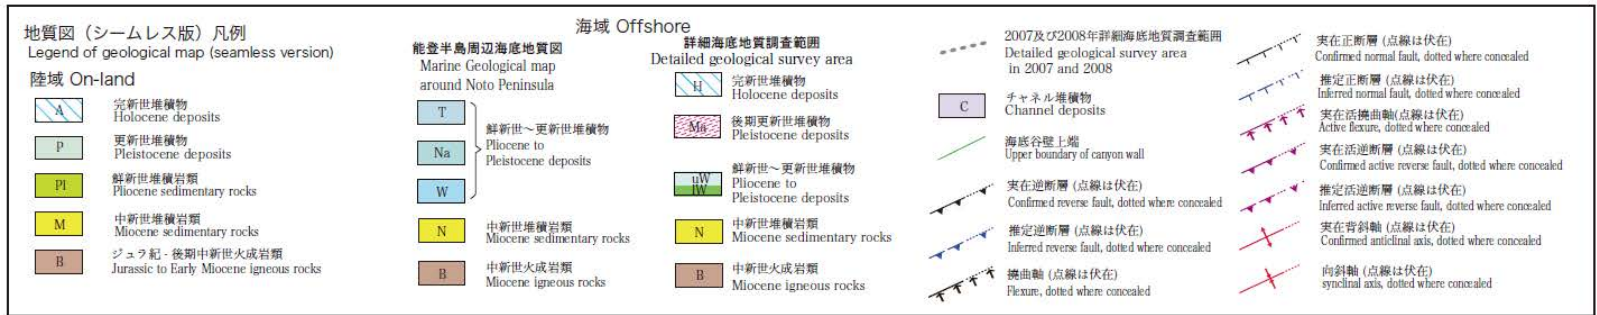 地質図（シームレス版）凡例
Legend of geological map (seamless version)
陸域 On-land
A
完新世堆積物
Holocene deposits
P
更新世堆積物
Pleistocene deposits
Pl
鮮新世堆積岩類
Pliocene sedimentary rocks
M
中新世堆積岩類
Miocene sedimentary rocks
B
ジュラ紀 - 後期中新世火成岩類
Jurassic to Early Miocene igneous rocks
海域 Offshore
能登半島周辺海底地質図
Marine Geological map
around Noto Peninsula
T
Na
W
鮮新世～更新世堆積物
Pliocene to
Pleistocene deposits
N
中新世堆積岩類
Miocene sedimentary rocks
B
中新世火成岩類
Miocene igneous rocks
詳細海底地質調査範囲
Detailed geological survey area
H
完新世堆積物
Holocene deposits
Ma
後期更新世堆積物
Pleistocene deposits
uW
lW
鮮新世～更新世堆積物
Pliocene to
Pleistocene deposits
N
中新世堆積岩類
Miocene sedimentary rocks
B
中新世火成岩類
Miocene igneous rocks
2007及び2008年詳細海底地質調査範囲
Detailed geological survey area
in 2007 and 2008
C
チャネル堆積物
Channel deposits
海底谷壁上端
Upper boundary of canyon wall
実在逆断層 (点線は伏在)
Confirmed reverse fault, dotted where concealed
推定逆断層 (点線は伏在)
Inferred reverse fault, dotted where concealed
撓曲軸 (点線は伏在)
Flexure, dotted where concealed
実在正断層 (点線は伏在)
Confirmed normal fault, dotted where concealed
推定正断層 (点線は伏在)
Inferred normal fault, dotted where concealed
実在活撓曲軸(点線は伏在)
Active flexure, dotted where concealed
実在活逆断層 (点線は伏在)
Confirmed active reverse fault, dotted where concealed
推定活逆断層 (点線は伏在)
Inferred active reverse fault, dotted where concealed
実在背斜軸 (点線は伏在)
Confirmed anticlinal axis, dotted where concealed
向斜軸 (点線は伏在)
synclinal axis, dotted where concealed